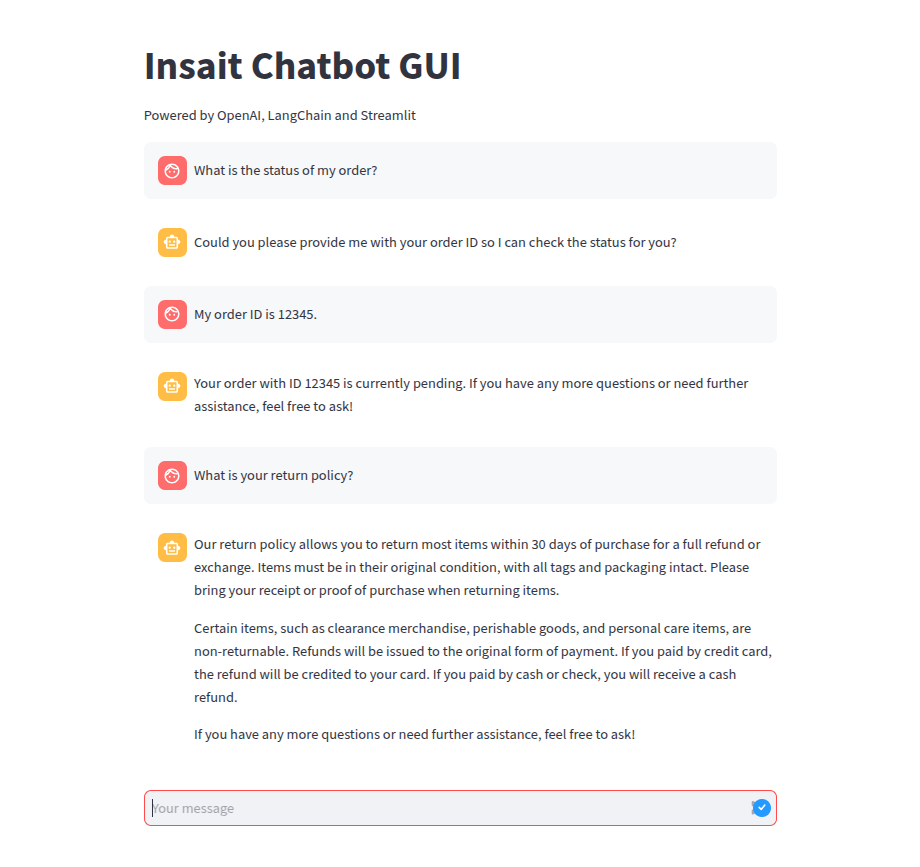 Insait Chatbot GUI
Powered by OpenAI, LangChain and Streamlit
What is the status of my order?
Could you please provide me with your order ID so I can check the status for you?
My order ID is 12345.
Your order with ID 12345 is currently pending. If you have any more questions or need further
assistance, feel free to ask!
What is your return policy?
Our return policy allows you to return most items within 30 days of purchase for a full refund or
exchange. Items must be in their original condition, with all tags and packaging intact. Please
bring your receipt or proof of purchase when returning items.
Certain items, such as clearance merchandise, perishable goods, and personal care items, are
non-returnable. Refunds will be issued to the original form of payment. If you paid by credit card,
the refund will be credited to your card. If you paid by cash or check, you will receive a cash
refund.
If you have any more questions or need further assistance, feel free to ask!
Your message